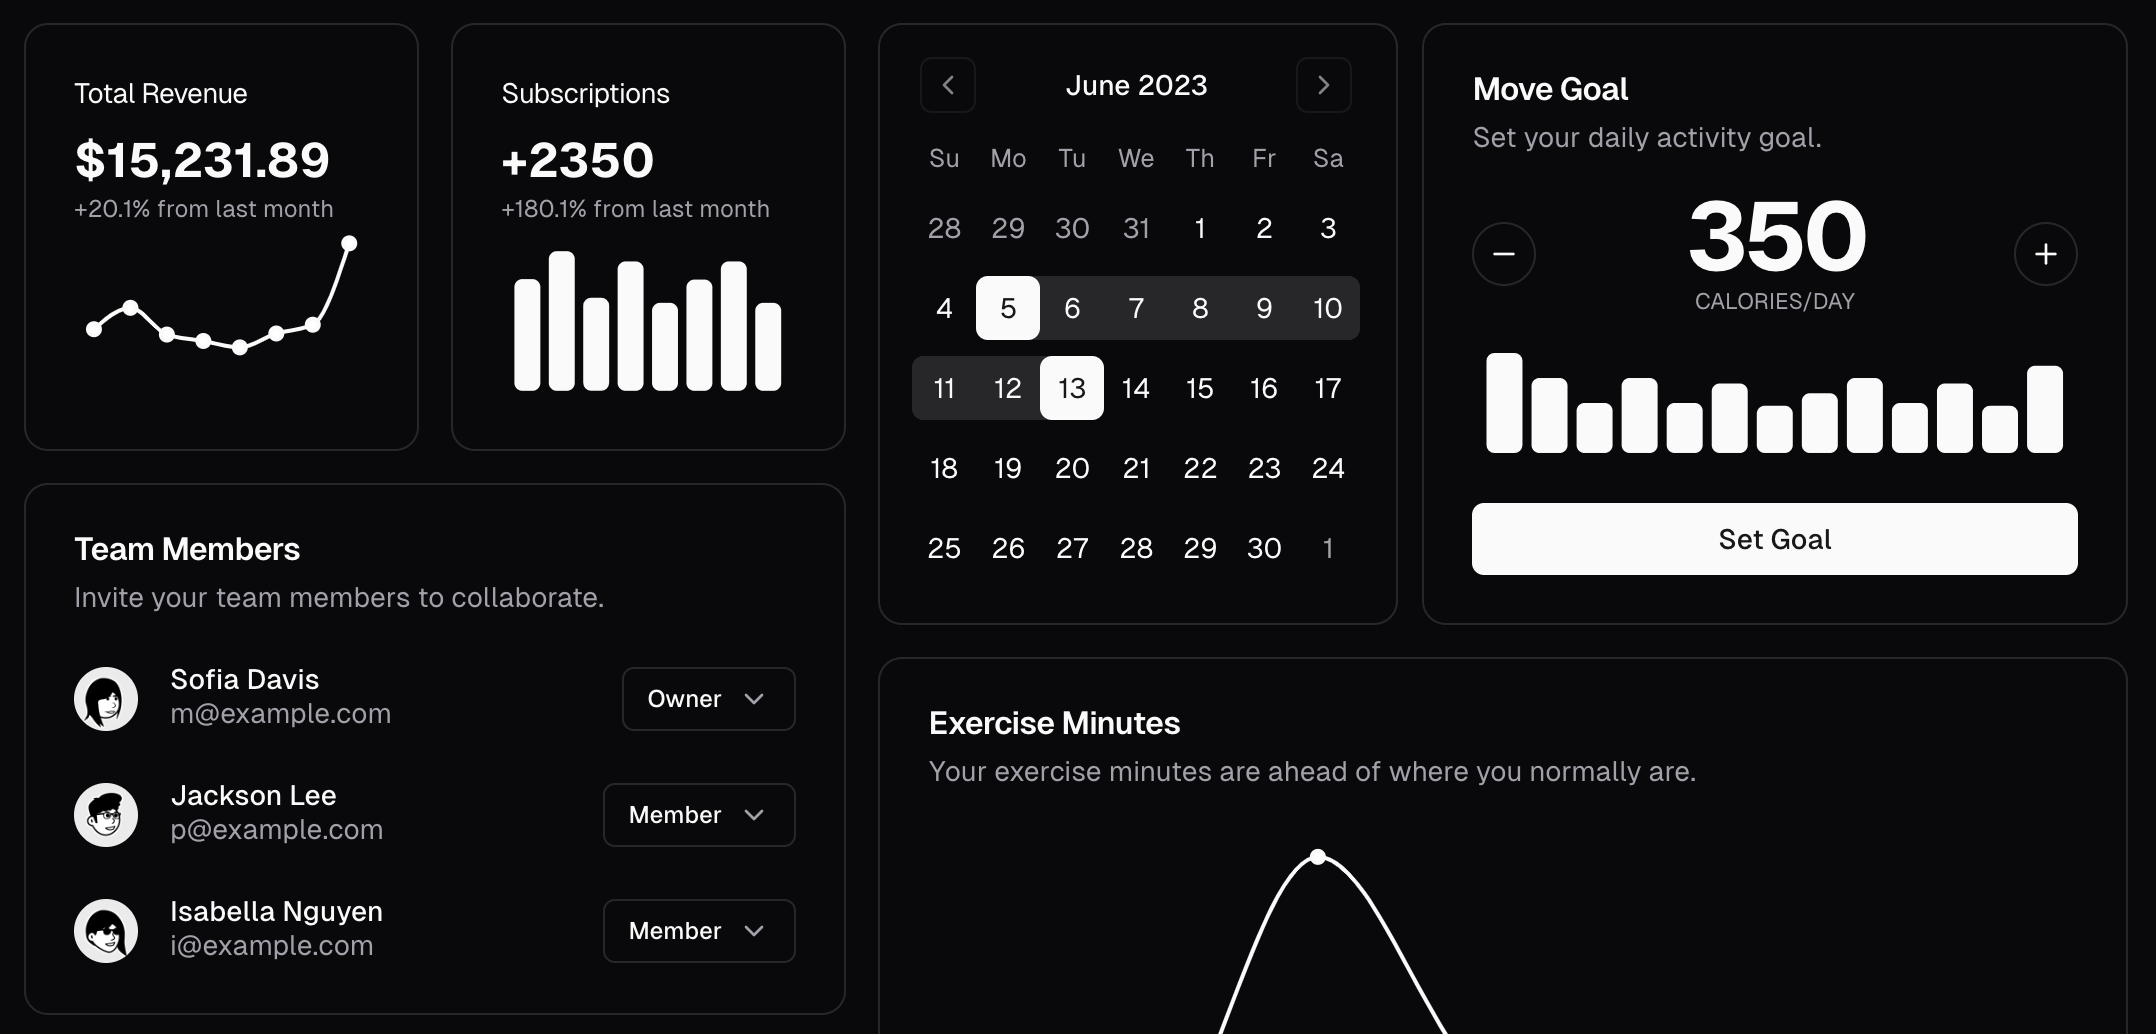 Total Revenue
$15,231.89
+20.1% from last month
Subscriptions
+2350
+180.1% from last month
Team Members
Invite your team members to collaborate.
Sofia Davis
m@example.com
Owner
Jackson Lee
p@example.com
Member
Isabella Nguyen
i@example.com
Member
June 2023
Su Mo Tu We Th Fr Sa
28 29 30 31 1 2 3
4 5 6 7 8 9 10
11 12 13 14 15 16 17
18 19 20 21 22 23 24
25 26 27 28 29 30 1
Move Goal
Set your daily activity goal.
350
CALORIES/DAY
Set Goal
Exercise Minutes
Your exercise minutes are ahead of where you normally are.